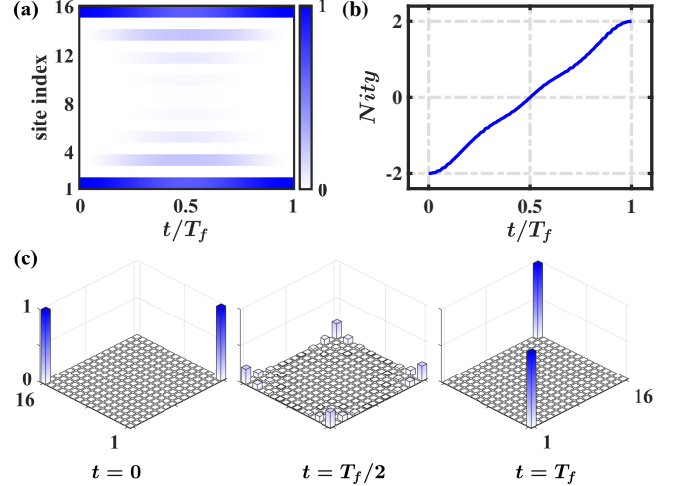 (a)
16
12
8
4
1
site index
0
0.5
1
t/T_f
1
0
(b)
2
0
-2
Nity
0
0.5
1
t/T_f
(c)
1
0
16
1
16
1
t = 0
t = T_f/2
t = T_f